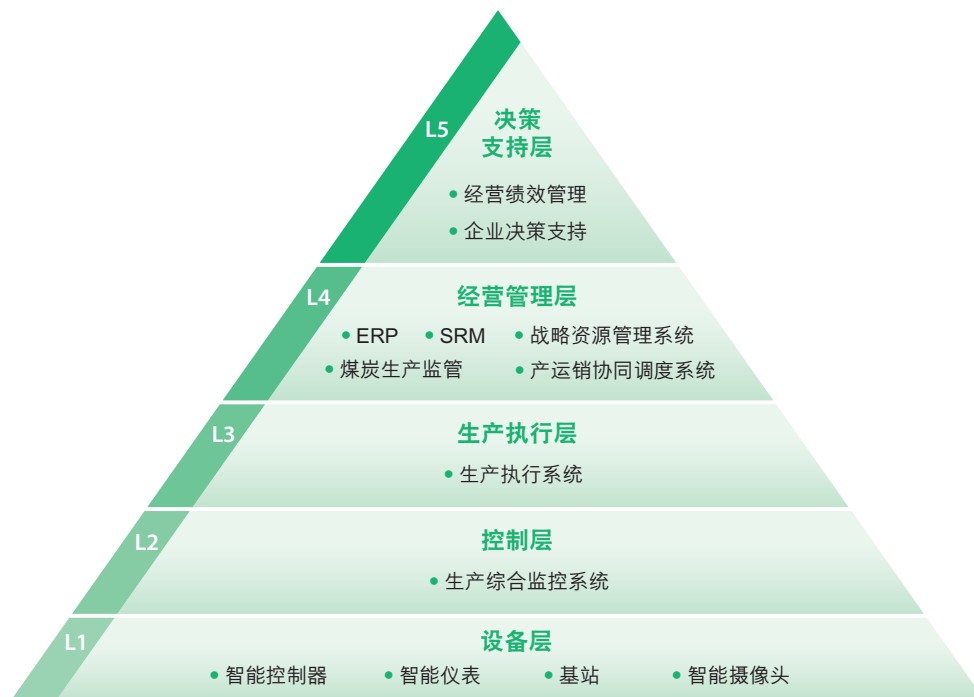 L5
决策
支持层
• 经营绩效管理
• 企业决策支持
L4
经营管理层
• ERP • SRM • 战略资源管理系统
• 煤炭生产监管 • 产运销协同调度系统
L3
生产执行层
• 生产执行系统
L2
控制层
• 生产综合监控系统
L1
设备层
• 智能控制器 • 智能仪表 • 基站 • 智能摄像头